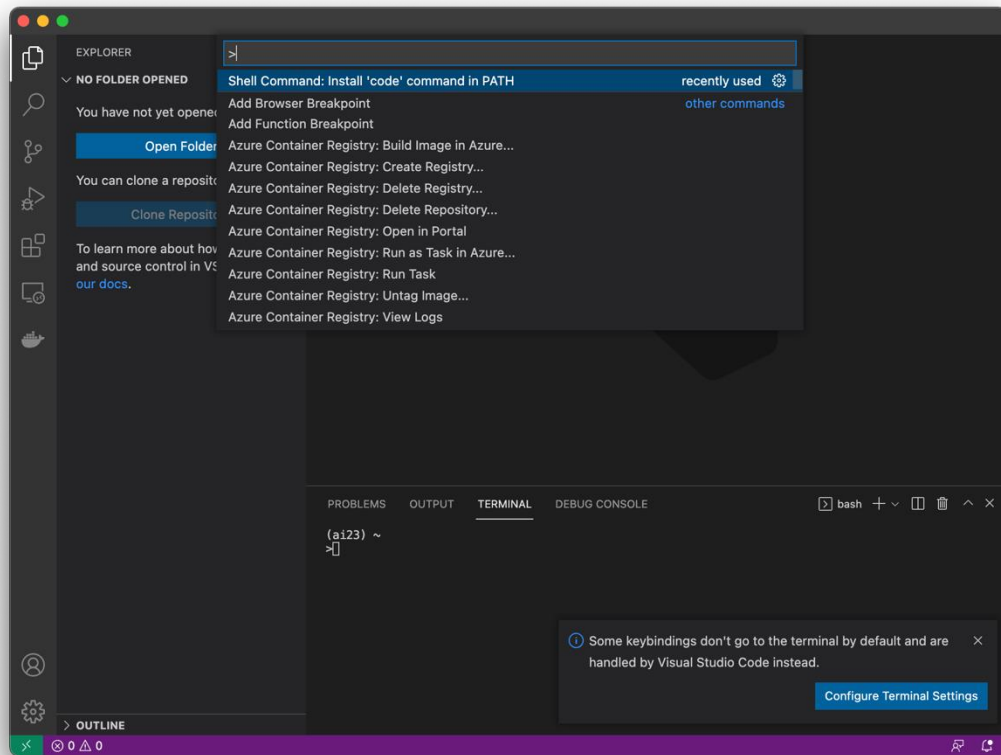 EXPLORER
NO FOLDER OPENED
You have not yet opene
Open Folder
You can clone a reposito
Clone Reposito
To learn more about how
and source control in VS
our docs.
OUTLINE
>
Shell Command: Install 'code' command in PATH recently used
Add Browser Breakpoint other commands
Add Function Breakpoint
Azure Container Registry: Build Image in Azure...
Azure Container Registry: Create Registry...
Azure Container Registry: Delete Registry...
Azure Container Registry: Delete Repository...
Azure Container Registry: Open in Portal
Azure Container Registry: Run as Task in Azure...
Azure Container Registry: Run Task
Azure Container Registry: Untag Image...
Azure Container Registry: View Logs
PROBLEMS OUTPUT TERMINAL DEBUG CONSOLE bash
(ai23) ~
>
Some keybindings don't go to the terminal by default and are
handled by Visual Studio Code instead.
Configure Terminal Settings
0 0